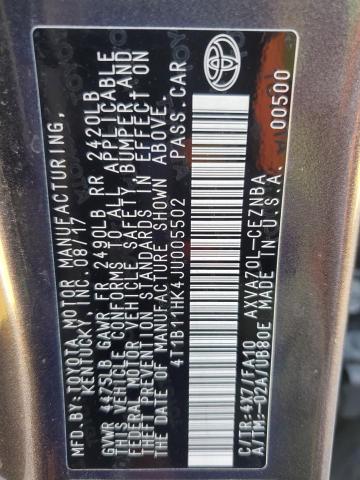 MFD.BY:TOYOTA MOTOR MANUFACTURING,
KENTUCKY, INC. 08/17
GVWR 4475LB GAWR FR 2490LB RR 2420LB
THIS VEHICLE CONFORMS TO ALL APPLICABLE
FEDERAL MOTOR VEHICLE SAFETY, BUMPER, AND
THEFT PREVENTION STANDARDS IN EFFECT ON
THE DATE OF MANUFACTURE SHOWN ABOVE.
4T1B11HK4JU005502 PASS.CAR
C/TR:4X7/FA10 AXVA70L-CEZNBA
A/TM:-02A/UB80E M.I.U.S.A. 00500
TOYOTA